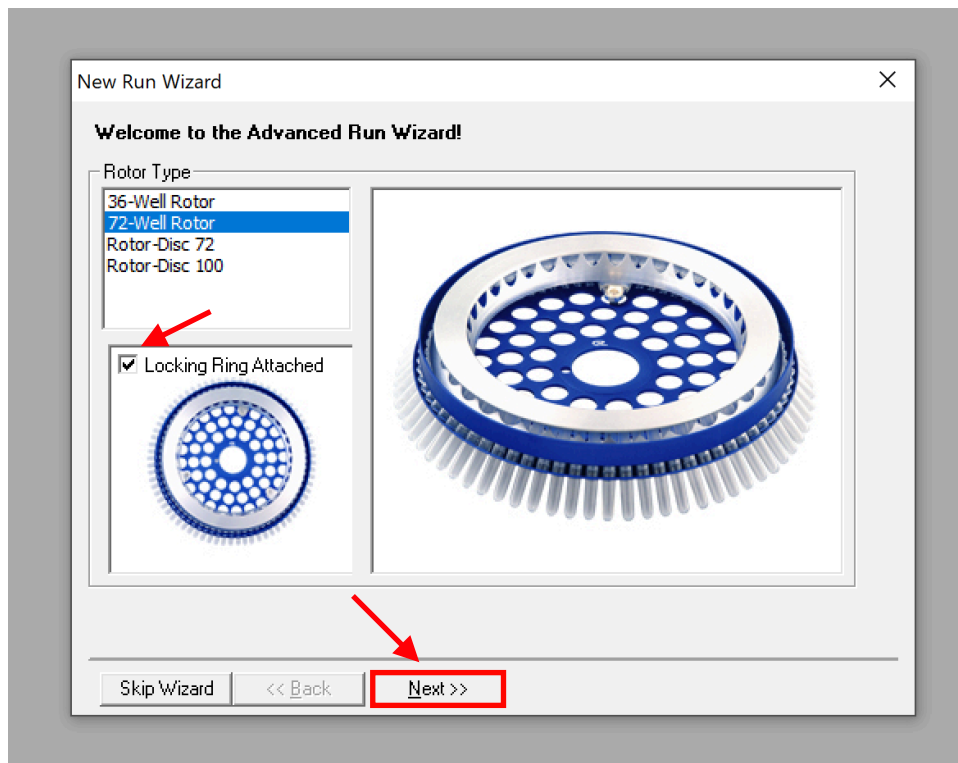 New Run Wizard
Welcome to the Advanced Run Wizard!
Rotor Type
36-Well Rotor
72-Well Rotor
Rotor-Disc 72
Rotor-Disc 100
Locking Ring Attached
Skip Wizard
<< Back
Next >>